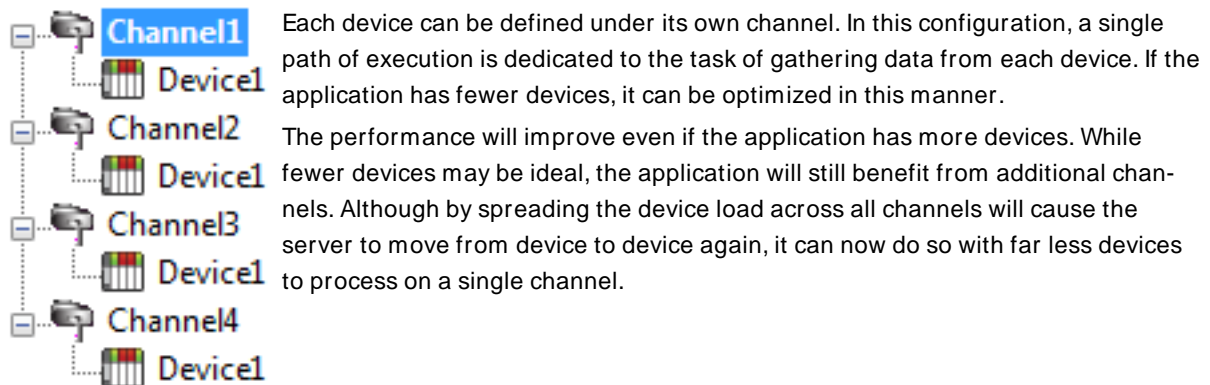 Channel1
Device1
Channel2
Device1
Channel3
Device1
Channel4
Device1
Each device can be defined under its own channel. In this configuration, a single
path of execution is dedicated to the task of gathering data from each device. If the
application has fewer devices, it can be optimized in this manner.
The performance will improve even if the application has more devices. While
fewer devices may be ideal, the application will still benefit from additional chan-
nels. Although by spreading the device load across all channels will cause the
server to move from device to device again, it can now do so with far less devices
to process on a single channel.